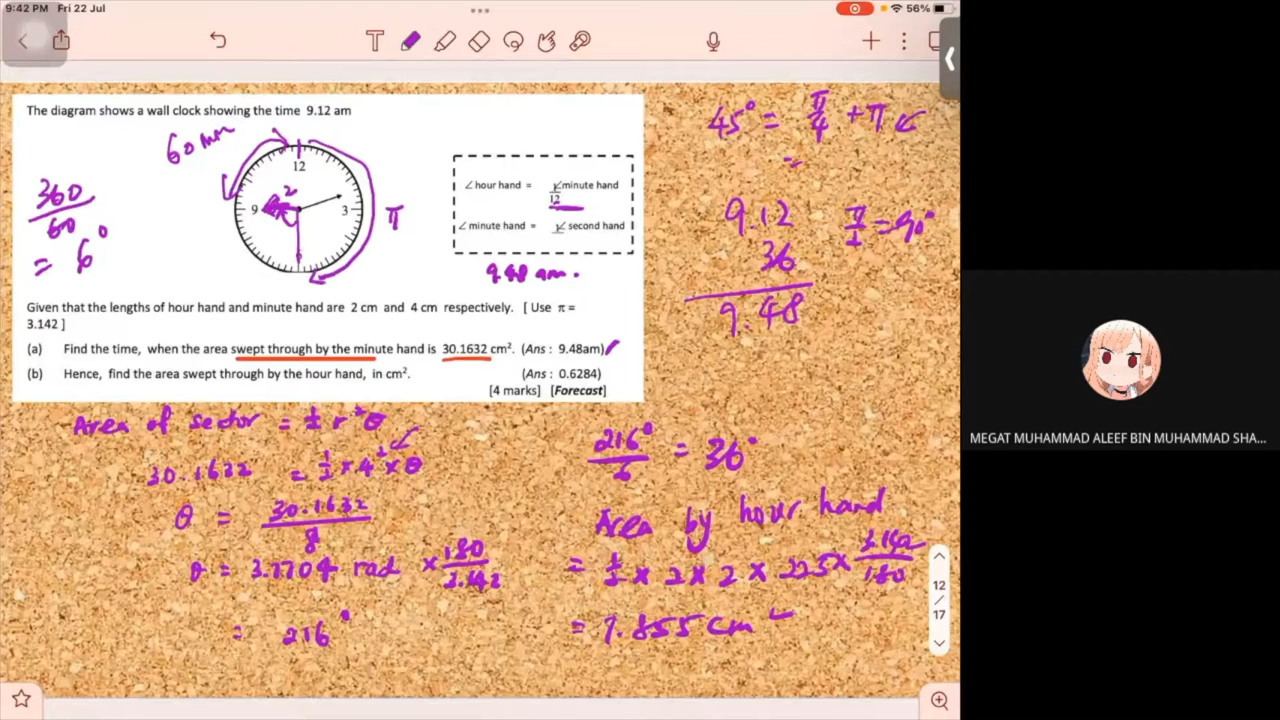 9:42 PM Fri 22 Jul
56%
The diagram shows a wall clock showing the time 9.12 am
60 min
12
9
3
6
2
π
360
60
= 6°
∠ hour hand = 1/12 minute hand
∠ minute hand = second hand
9.48 am.
Given that the lengths of hour hand and minute hand are 2 cm and 4 cm respectively. [ Use π =
3.142 ]
(a) Find the time, when the area swept through by the minute hand is 30.1632 cm². (Ans : 9.48am)
(b) Hence, find the area swept through by the hour hand, in cm². (Ans : 0.6284)
[4 marks] [Forecast]
45° = π/4 + π
=
9.12
36
9.48
π/2 = 90°
Area of sector = 1/2 r² θ
30.1632 = 1/2 × 4² × θ
θ = 30.1632/8
θ = 3.7704 rad × 180/3.142
= 216°
216°/6 = 36°
Area by hour hand
= 1/2 × 2 × 2 × 225 × 3.142/180
= 7.855 cm
12
/
17
MEGAT MUHAMMAD ALEEF BIN MUHAMMAD SHA...